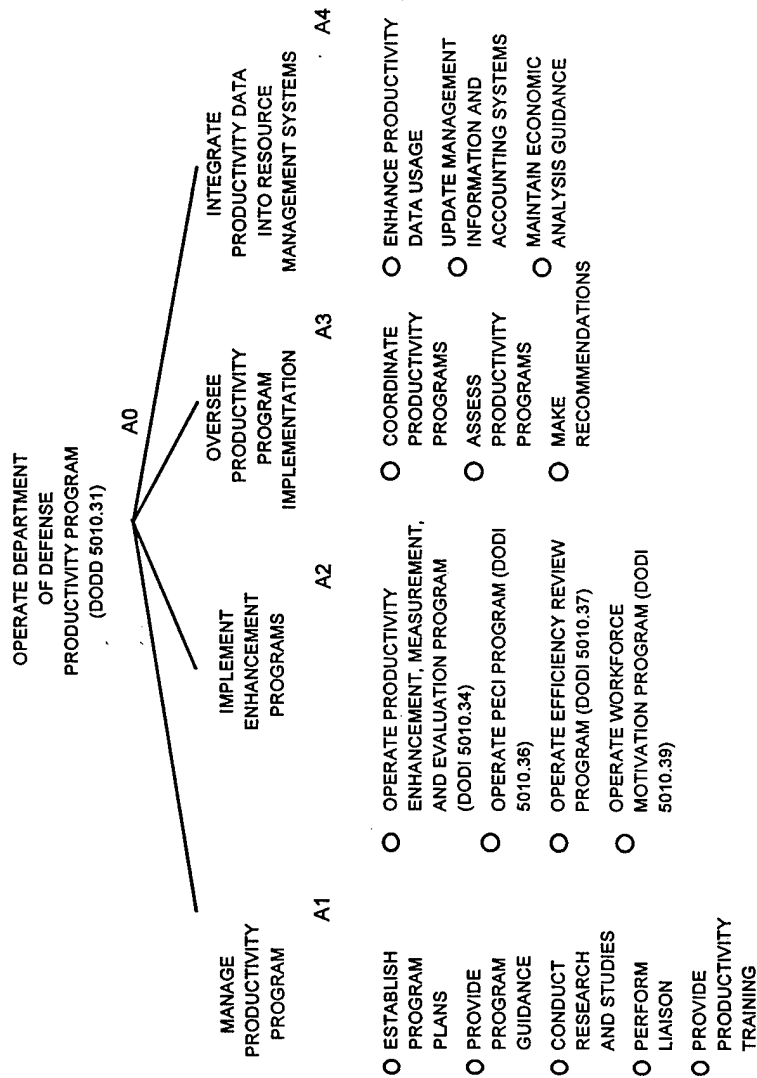 OPERATE DEPARTMENT
OF DEFENSE
PRODUCTIVITY PROGRAM
(DODD 5010.31)
A0
MANAGE
PRODUCTIVITY
PROGRAM
A1
O ESTABLISH
PROGRAM
PLANS
O PROVIDE
PROGRAM
GUIDANCE
O CONDUCT
RESEARCH
AND STUDIES
O PERFORM
LIAISON
O PROVIDE
PRODUCTIVITY
TRAINING
IMPLEMENT
ENHANCEMENT
PROGRAMS
A2
O OPERATE PRODUCTIVITY
ENHANCEMENT, MEASUREMENT,
AND EVALUATION PROGRAM
(DODI 5010.34)
O OPERATE PECI PROGRAM (DODI
5010.36)
O OPERATE EFFICIENCY REVIEW
PROGRAM (DODI 5010.37)
O OPERATE WORKFORCE
MOTIVATION PROGRAM (DODI
5010.39)
OVERSEE
PRODUCTIVITY
PROGRAM
IMPLEMENTATION
A3
O COORDINATE
PRODUCTIVITY
PROGRAMS
O ASSESS
PRODUCTIVITY
PROGRAMS
O MAKE
RECOMMENDATIONS
INTEGRATE
PRODUCTIVITY DATA
INTO RESOURCE
MANAGEMENT SYSTEMS
A4
O ENHANCE PRODUCTIVITY
DATA USAGE
O UPDATE MANAGEMENT
INFORMATION AND
ACCOUNTING SYSTEMS
O MAINTAIN ECONOMIC
ANALYSIS GUIDANCE